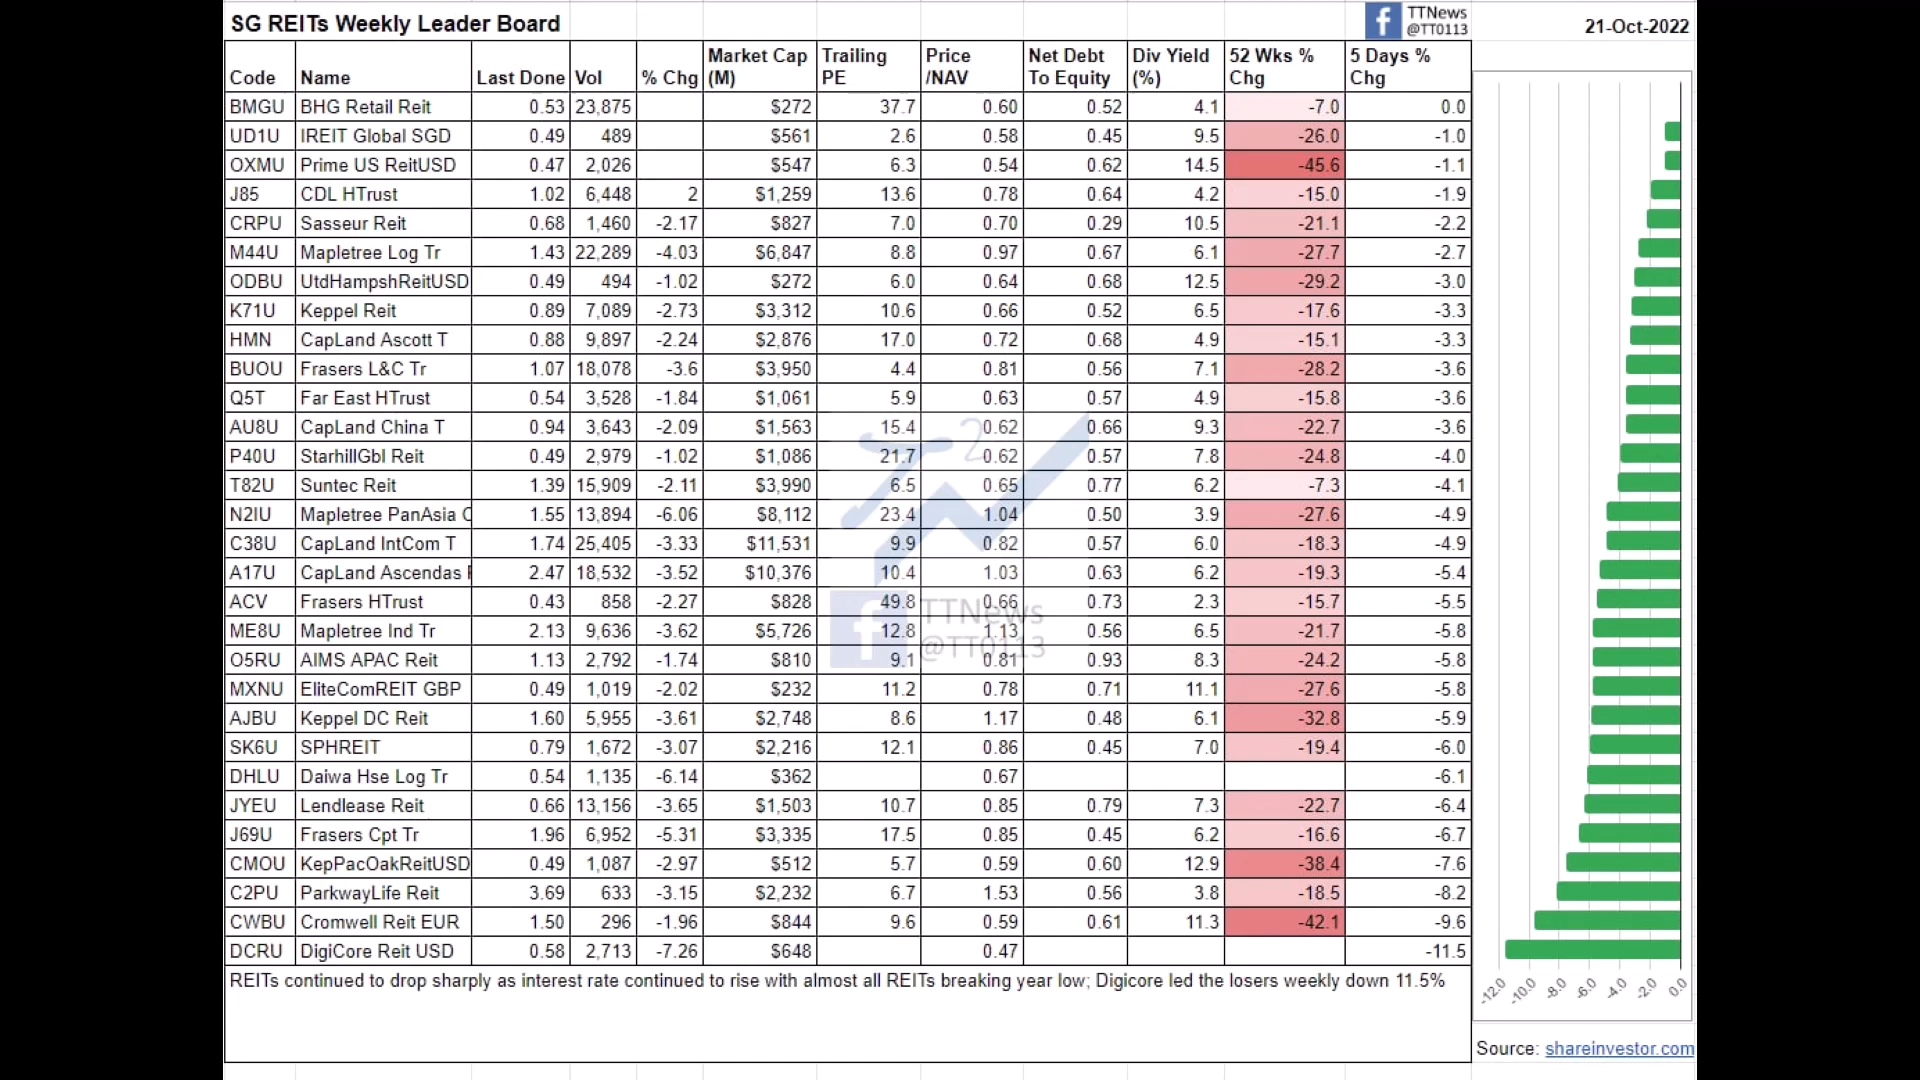 SG REITs Weekly Leader Board
TTNews
@TT0113
21-Oct-2022
Code Name Last Done Vol % Chg Market Cap (M) Trailing PE Price /NAV Net Debt To Equity Div Yield (%) 52 Wks % Chg 5 Days % Chg
BMGU BHG Retail Reit 0.53 23,875 $272 37.7 0.60 0.52 4.1 -7.0 0.0
UD1U IREIT Global SGD 0.49 489 $561 2.6 0.58 0.45 9.5 -26.0 -1.0
OXMU Prime US ReitUSD 0.47 2,026 $547 6.3 0.54 0.62 14.5 -45.6 -1.1
J85 CDL HTrust 1.02 6,448 2 $1,259 13.6 0.78 0.64 4.2 -15.0 -1.9
CRPU Sasseur Reit 0.68 1,460 -2.17 $827 7.0 0.70 0.29 10.5 -21.1 -2.2
M44U Mapletree Log Tr 1.43 22,289 -4.03 $6,847 8.8 0.97 0.67 6.1 -27.7 -2.7
ODBU UtdHampshReitUSD 0.49 494 -1.02 $272 6.0 0.64 0.68 12.5 -29.2 -3.0
K71U Keppel Reit 0.89 7,089 -2.73 $3,312 10.6 0.66 0.52 6.5 -17.6 -3.3
HMN CapLand Ascott T 0.88 9,897 -2.24 $2,876 17.0 0.72 0.68 4.9 -15.1 -3.3
BUOU Frasers L&C Tr 1.07 18,078 -3.6 $3,950 4.4 0.81 0.56 7.1 -28.2 -3.6
Q5T Far East HTrust 0.54 3,528 -1.84 $1,061 5.9 0.63 0.57 4.9 -15.8 -3.6
AU8U CapLand China T 0.94 3,643 -2.09 $1,563 15.4 0.62 0.66 9.3 -22.7 -3.6
P40U StarhillGbl Reit 0.49 2,979 -1.02 $1,086 21.7 0.62 0.57 7.8 -24.8 -4.0
T82U Suntec Reit 1.39 15,909 -2.11 $3,990 6.5 0.65 0.77 6.2 -7.3 -4.1
N2IU Mapletree PanAsia C 1.55 13,894 -6.06 $8,112 23.4 1.04 0.50 3.9 -27.6 -4.9
C38U CapLand IntCom T 1.74 25,405 -3.33 $11,531 9.9 0.82 0.57 6.0 -18.3 -4.9
A17U CapLand Ascendas 2.47 18,532 -3.52 $10,376 10.4 1.03 0.63 6.2 -19.3 -5.4
ACV Frasers HTrust 0.43 858 -2.27 $828 49.8 0.66 0.73 2.3 -15.7 -5.5
ME8U Mapletree Ind Tr 2.13 9,636 -3.62 $5,726 12.8 1.13 0.56 6.5 -21.7 -5.8
O5RU AIMS APAC Reit 1.13 2,792 -1.74 $810 9.1 0.81 0.93 8.3 -24.2 -5.8
MXNU EliteComREIT GBP 0.49 1,019 -2.02 $232 11.2 0.78 0.71 11.1 -27.6 -5.8
AJBU Keppel DC Reit 1.60 5,955 -3.61 $2,748 8.6 1.17 0.48 6.1 -32.8 -5.9
SK6U SPHREIT 0.79 1,672 -3.07 $2,216 12.1 0.86 0.45 7.0 -19.4 -6.0
DHLU Daiwa Hse Log Tr 0.54 1,135 -6.14 $362 0.67 -6.1
JYEU Lendlease Reit 0.66 13,156 -3.65 $1,503 10.7 0.85 0.79 7.3 -22.7 -6.4
J69U Frasers Cpt Tr 1.96 6,952 -5.31 $3,335 17.5 0.85 0.45 6.2 -16.6 -6.7
CMOU KepPacOakReitUSD 0.49 1,087 -2.97 $512 5.7 0.59 0.60 12.9 -38.4 -7.6
C2PU ParkwayLife Reit 3.69 633 -3.15 $2,232 6.7 1.53 0.56 3.8 -18.5 -8.2
CWBU Cromwell Reit EUR 1.50 296 -1.96 $844 9.6 0.59 0.61 11.3 -42.1 -9.6
DCRU DigiCore Reit USD 0.58 2,713 -7.26 $648 0.47 -11.5
REITs continued to drop sharply as interest rate continued to rise with almost all REITs breaking year low; Digicore led the losers weekly down 11.5%
-12.0 -10.0 -8.0 -6.0 -4.0 -2.0 0.0
Source: shareinvestor.com
TTNews
@TT0113